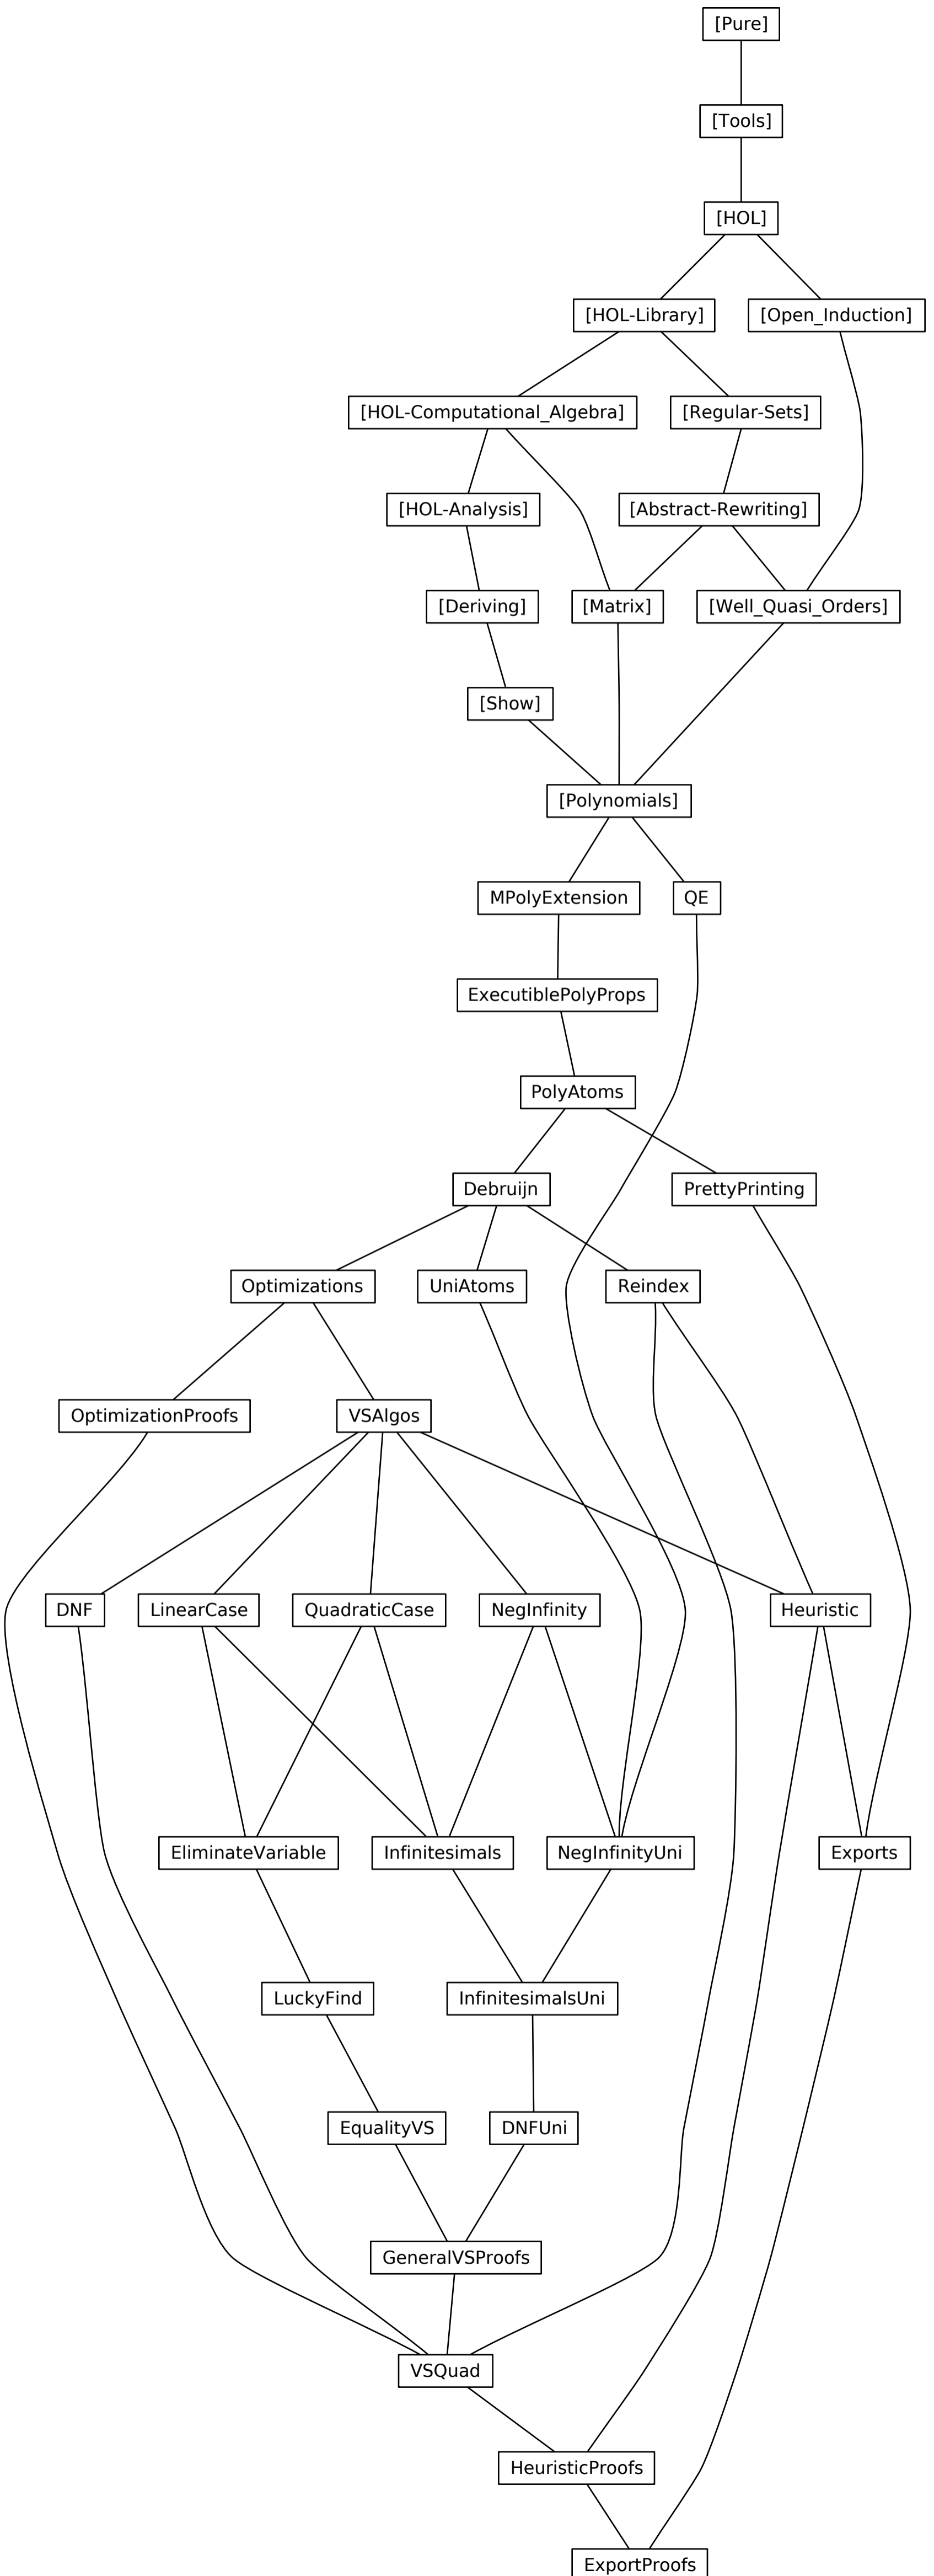 [Pure]
[Tools]
[HOL]
[HOL-Library]
[Open_Induction]
[HOL-Computational_Algebra]
[Regular-Sets]
[HOL-Analysis]
[Abstract-Rewriting]
[Deriving]
[Matrix]
[Well_Quasi_Orders]
[Show]
[Polynomials]
MPolyExtension
QE
ExecutiblePolyProps
PolyAtoms
Debruijn
PrettyPrinting
Optimizations
UniAtoms
Reindex
OptimizationProofs
VSAlgos
DNF
LinearCase
QuadraticCase
NegInfinity
Heuristic
EliminateVariable
Infinitesimals
NegInfinityUni
Exports
LuckyFind
InfinitesimalsUni
EqualityVS
DNFUni
GeneralVSProofs
VSQuad
HeuristicProofs
ExportProofs